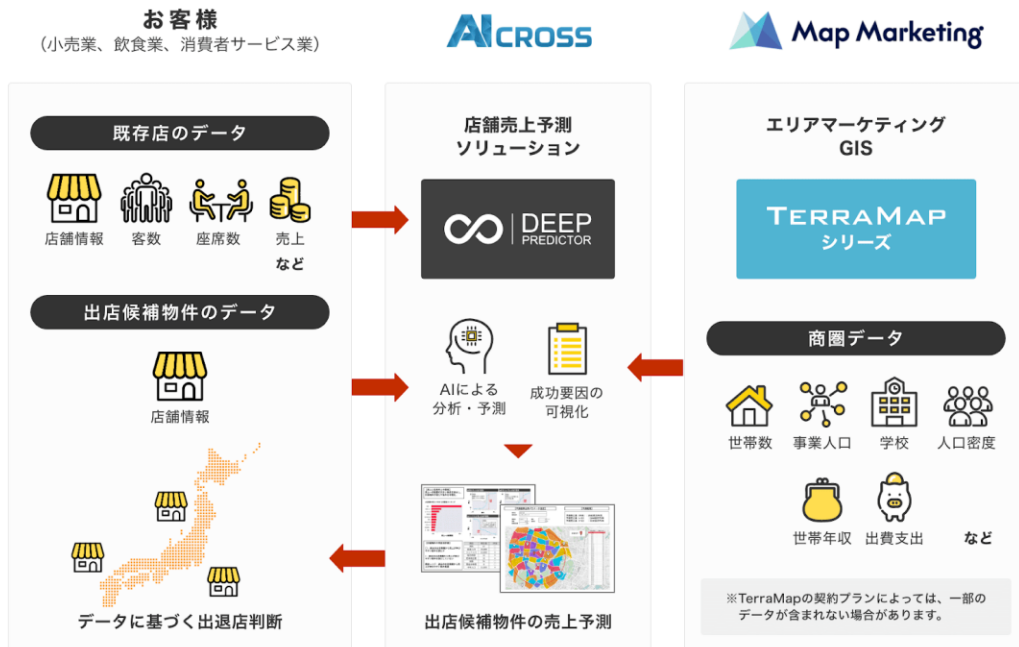 お客様
（小売業、飲食業、消費者サービス業）
既存店のデータ
店舗情報
客数
座席数
売上
など
出店候補物件のデータ
店舗情報
データに基づく出退店判断
AI CROSS
店舗売上予測
ソリューション
DEEP
PREDICTOR
AIによる
分析・予測
成功要因の
可視化
出店候補物件の売上予測
Map Marketing
エリアマーケティング
GIS
TERRAMAP
シリーズ
商圏データ
世帯数
事業人口
学校
人口密度
世帯年収
出費支出
など
※TerraMapの契約プランによっては、一部の
データが含まれない場合があります。